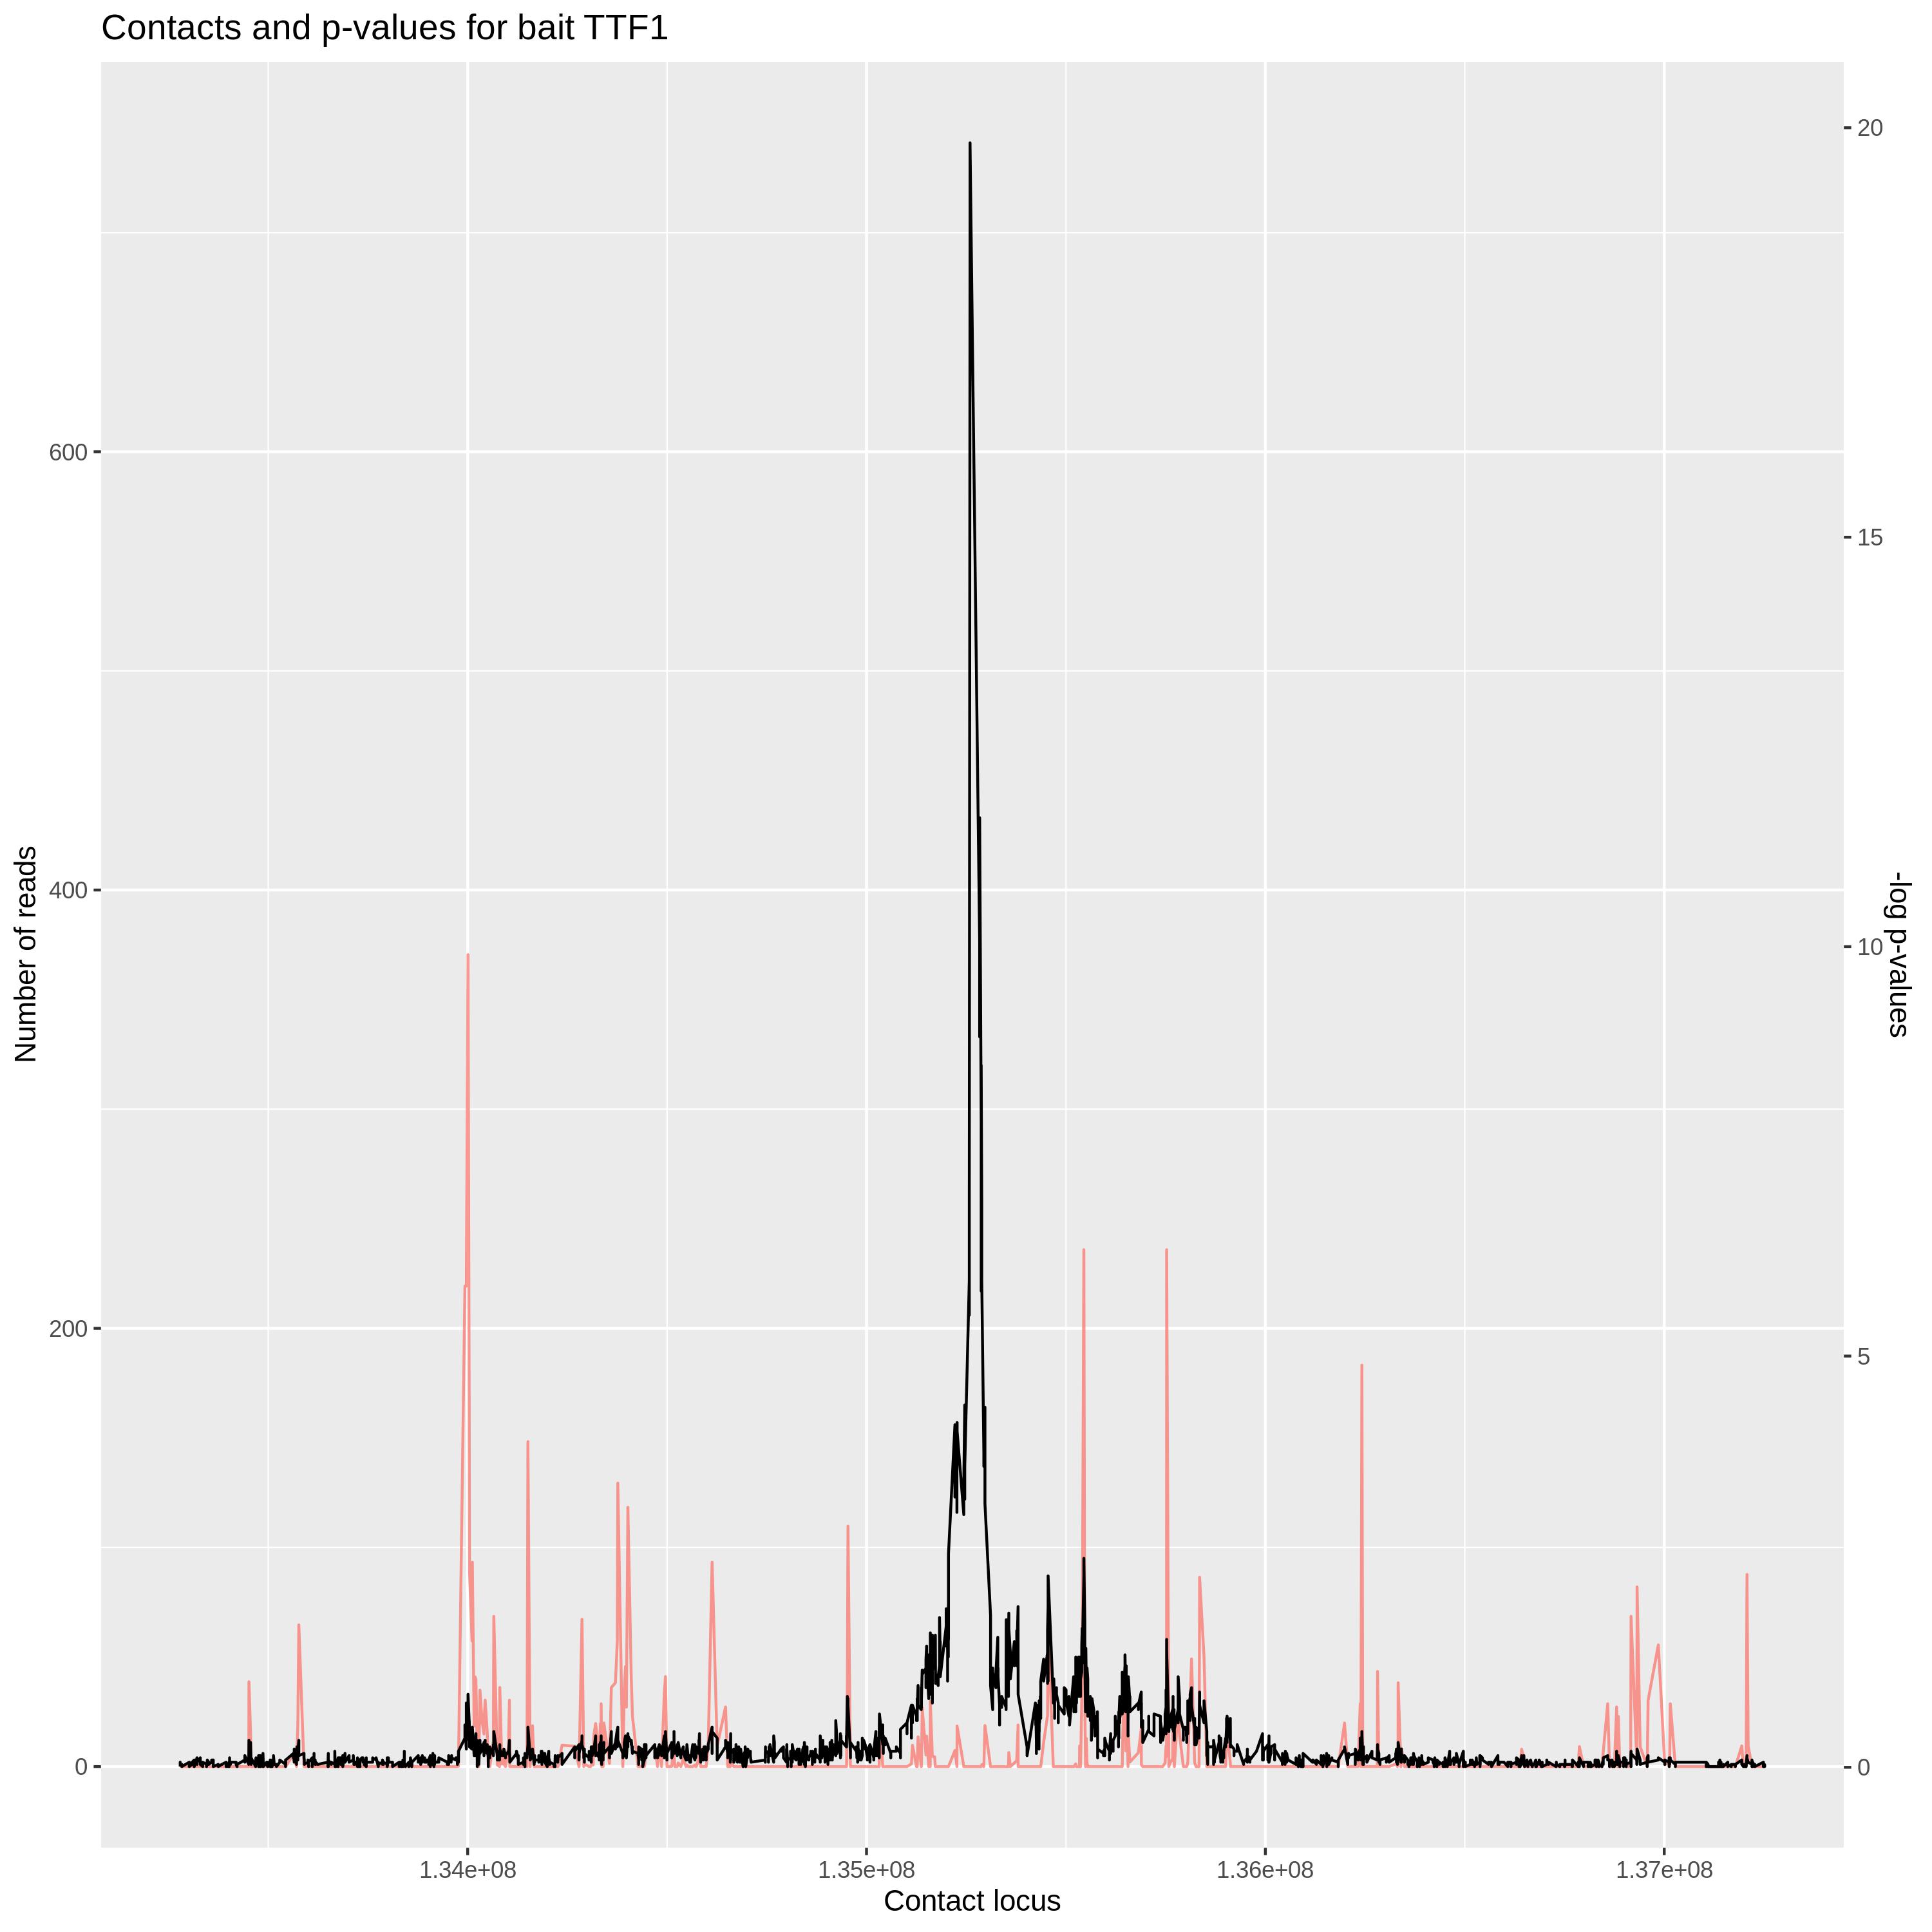 Contacts and p-values for bait TTF1
Number of reads
600
400
200
0
20
15
10
5
0
-log p-values
1.34e+08
1.35e+08
1.36e+08
1.37e+08
Contact locus